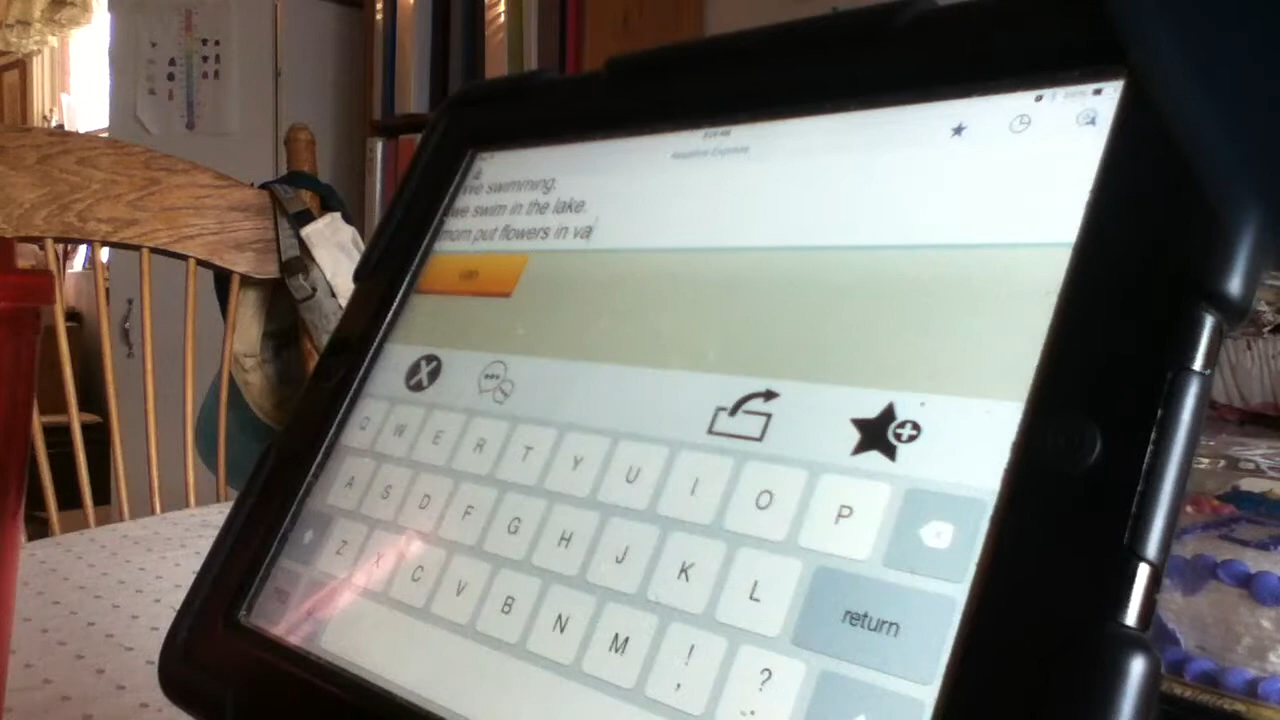 we swimming.
we swim in the lake.
mom put flowers in va
Q W E R T Y U I O P
A S D F G H J K L
return
Z X C V B N M ! , ? .